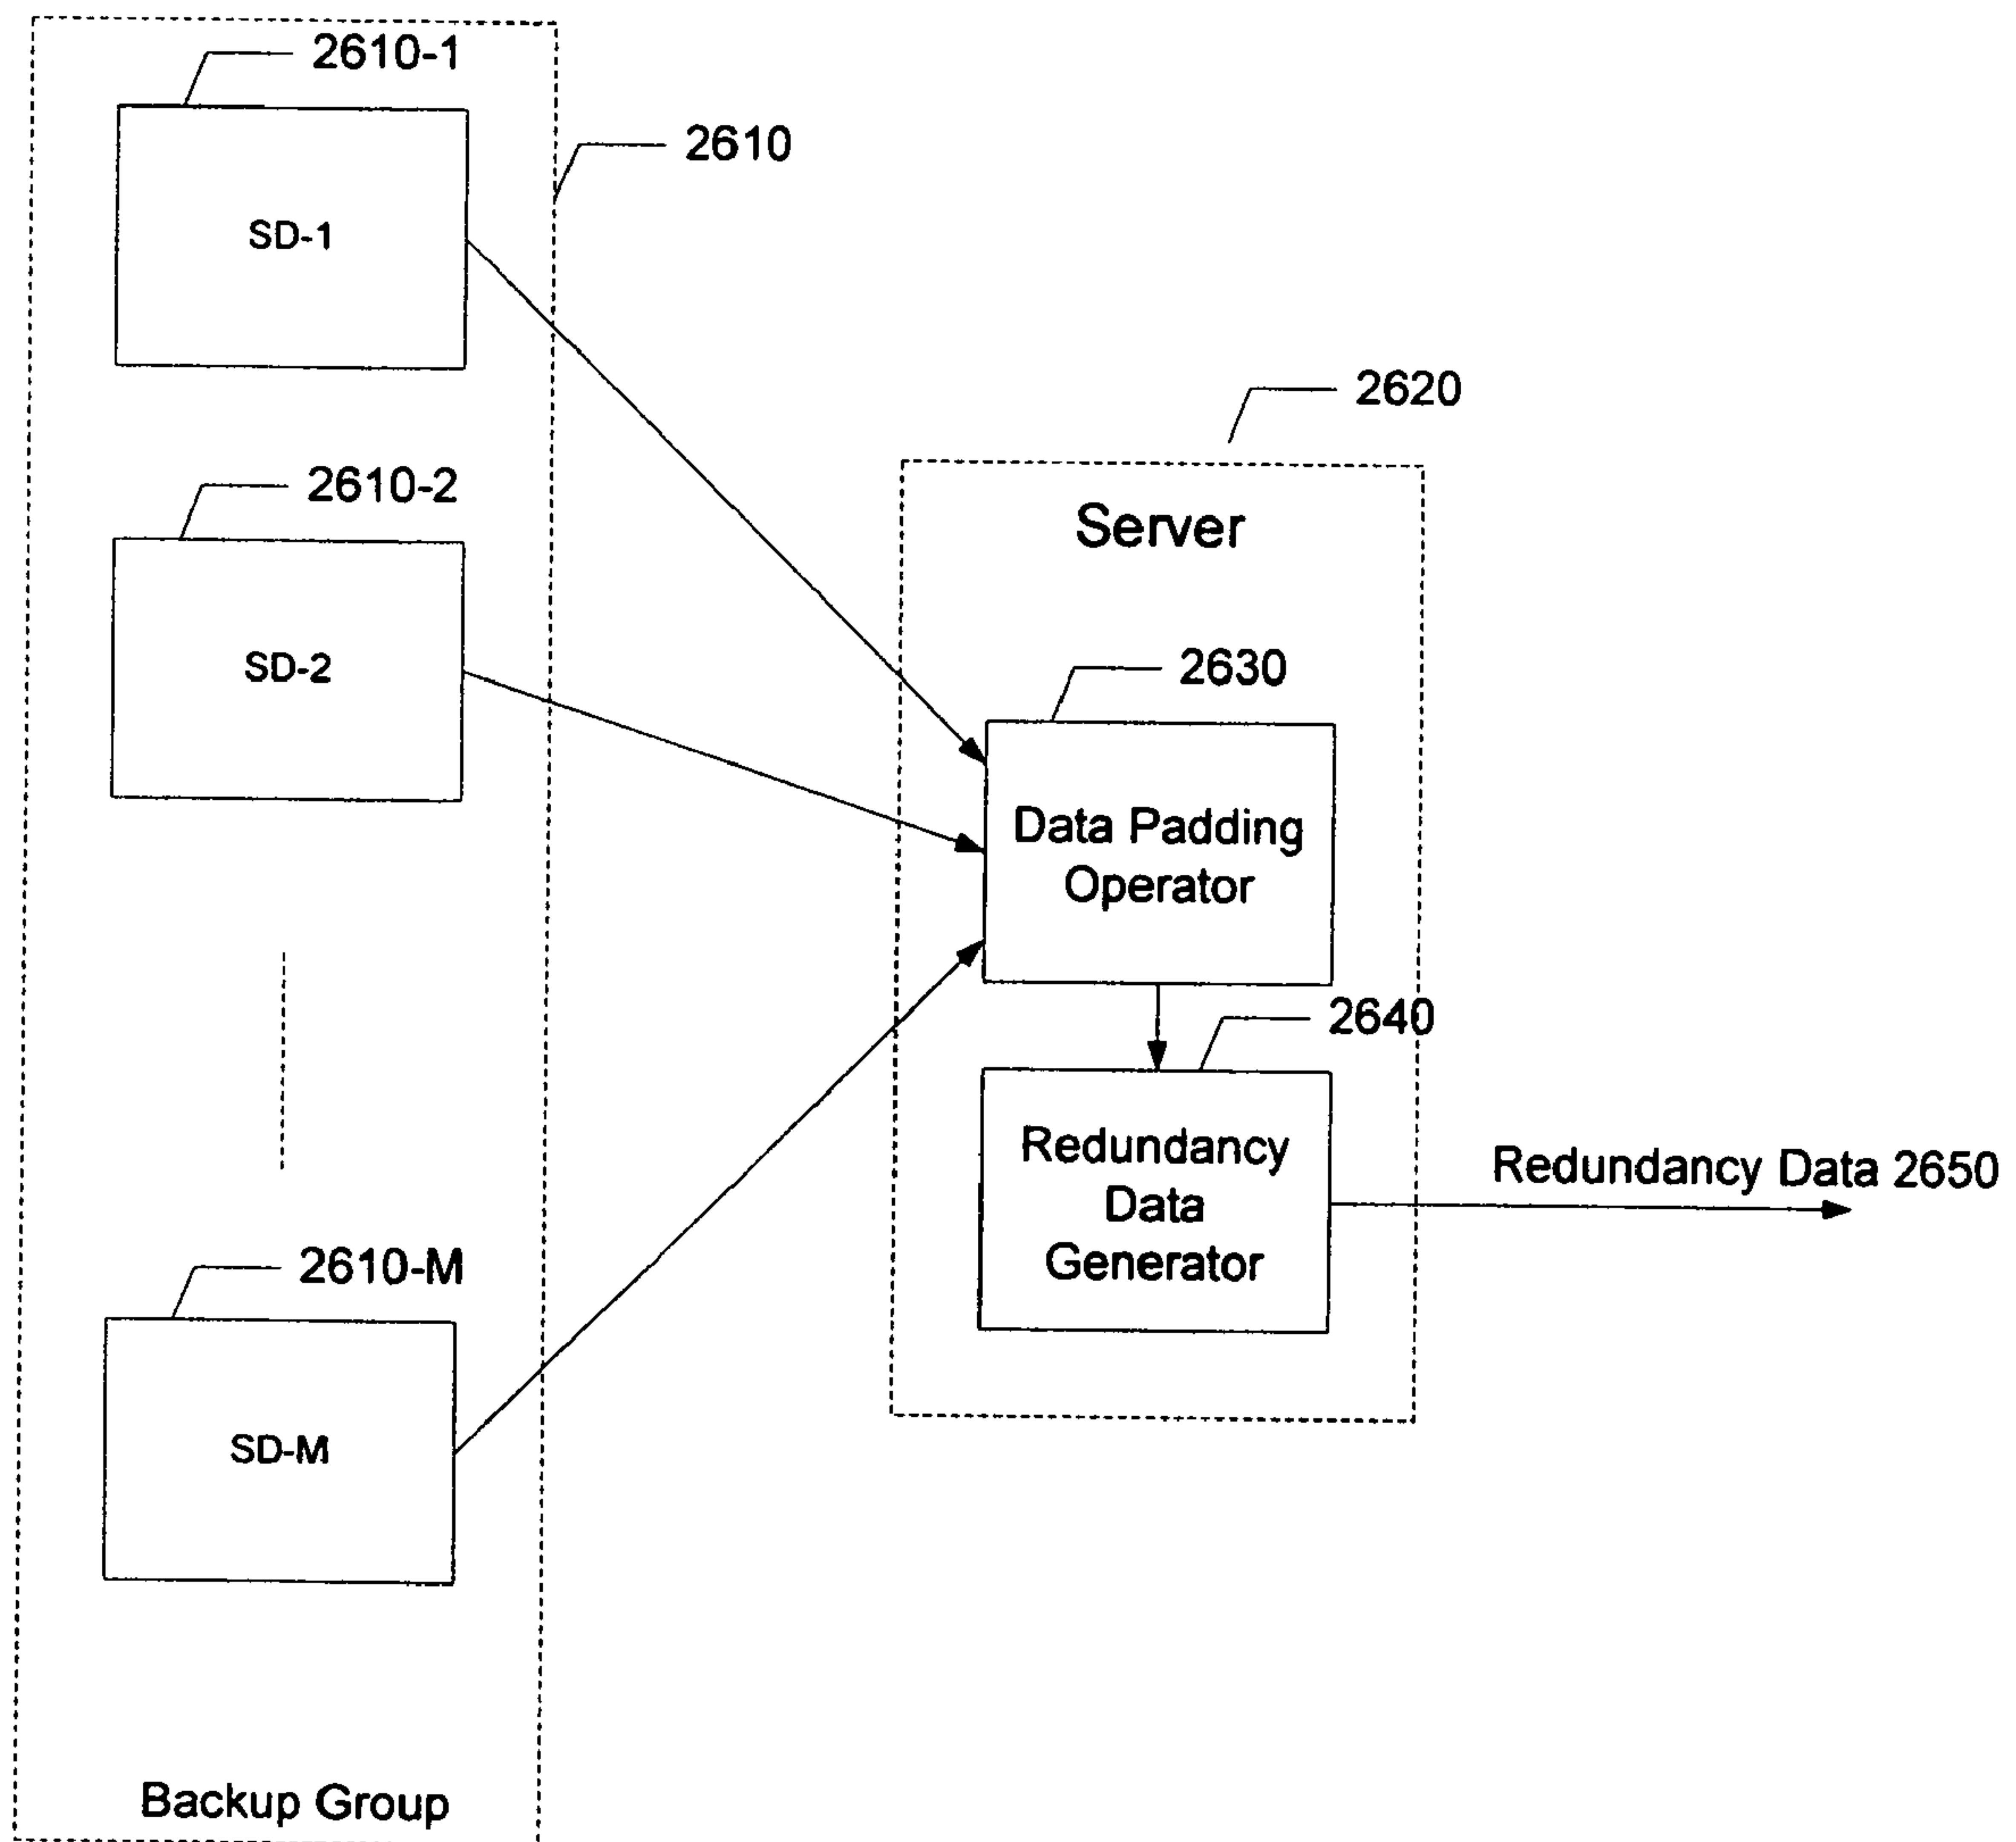 2610-1
2610
SD-1
2620
2610-2
Server
SD-2
2630
Data Padding
Operator
2640
Redundancy
Data
Generator
Redundancy Data 2650
2610-M
SD-M
Backup Group